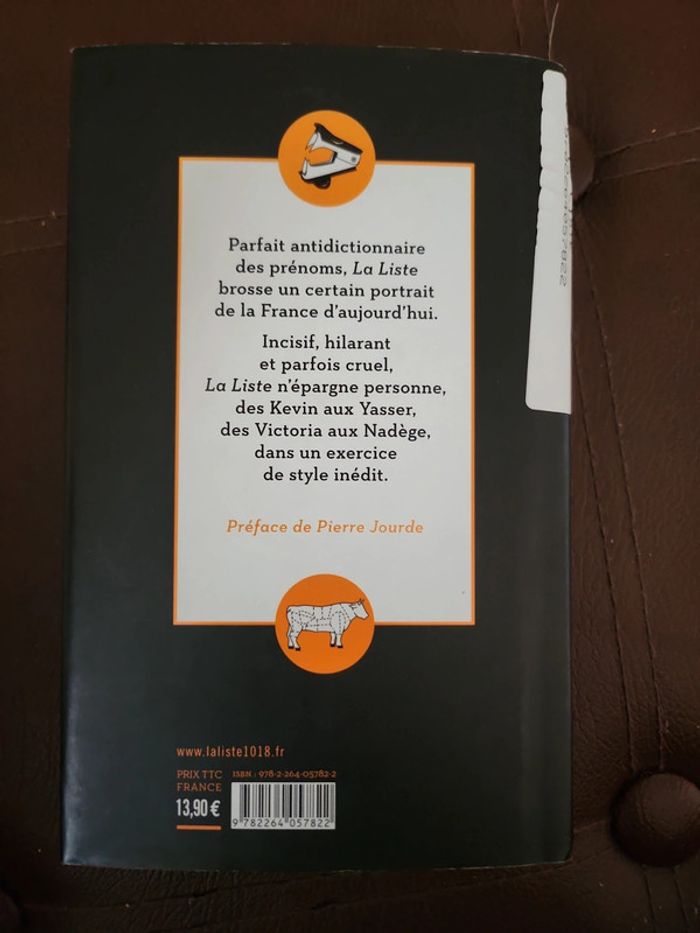 Parfait antidictionnaire
des prénoms, La Liste
brosse un certain portrait
de la France d'aujourd'hui.
Incisif, hilarant
et parfois cruel,
La Liste n'épargne personne,
des Kevin aux Yasser,
des Victoria aux Nadège,
dans un exercice
de style inédit.
Préface de Pierre Jourde
www.laliste1018.fr
PRIX TTC
FRANCE
13,90 €
ISBN : 978-2-264-05782-2
9 782264 057822